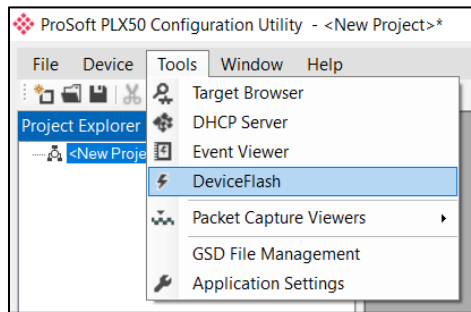 ProSoft PLX50 Configuration Utility - <New Project>*
File Device Tools Window Help
Target Browser
Project Explorer
DHCP Server
<New Proje
Event Viewer
DeviceFlash
Packet Capture Viewers
GSD File Management
Application Settings